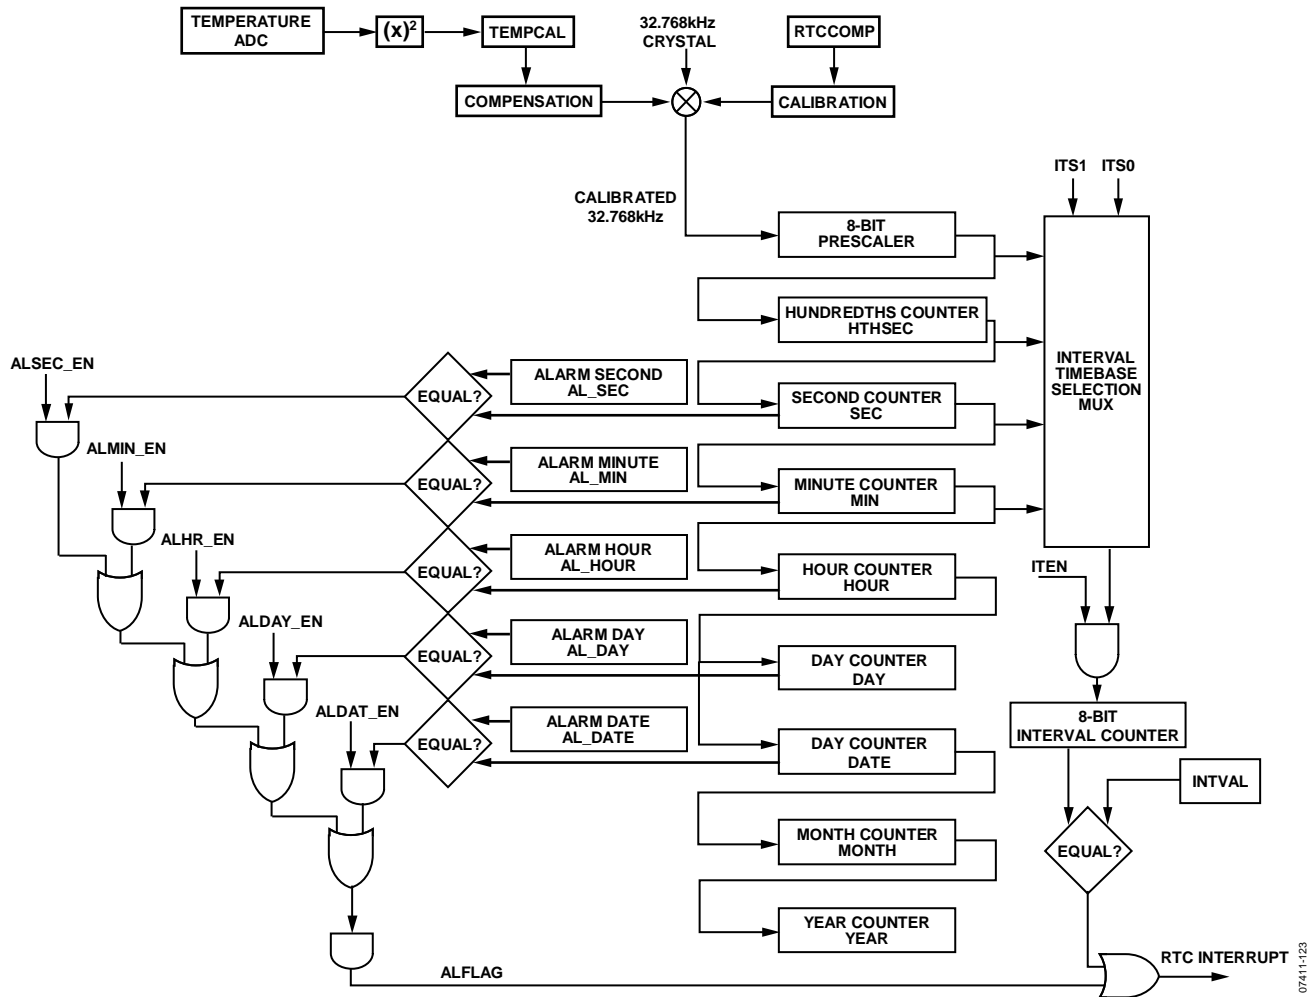 TEMPERATURE
ADC
(x)²
TEMPCAL
32.768kHz
CRYSTAL
RTCCOMP
COMPENSATION
CALIBRATION
ITS1
ITS0
CALIBRATED
32.768kHz
8-BIT
PRESCALER
HUNDREDTHS COUNTER
HTHSEC
INTERVAL
TIMEBASE
SELECTION
MUX
ALSEC_EN
EQUAL?
ALARM SECOND
AL_SEC
SECOND COUNTER
SEC
ALMIN_EN
EQUAL?
ALARM MINUTE
AL_MIN
MINUTE COUNTER
MIN
ALHR_EN
EQUAL?
ALARM HOUR
AL_HOUR
HOUR COUNTER
HOUR
ITEN
ALDAY_EN
EQUAL?
ALARM DAY
AL_DAY
DAY COUNTER
DAY
ALDAT_EN
EQUAL?
ALARM DATE
AL_DATE
DAY COUNTER
DATE
8-BIT
INTERVAL COUNTER
INTVAL
MONTH COUNTER
MONTH
EQUAL?
YEAR COUNTER
YEAR
ALFLAG
RTC INTERRUPT
07411-123